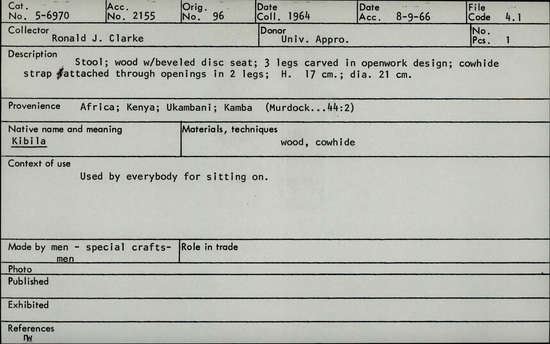 Cat. No. 5-6970 Acc. No. 2155 Orig. No. 96 Date Coll. 1964 Date Acc. 8-9-66 File Code 4.1
Collector Ronald J. Clarke Donor Univ. Appro. No. Pcs. 1
Description
Stool; wood w/beveled disc seat; 3 legs carved in openwork design; cowhide
strap attached through openings in 2 legs; H. 17 cm.; dia. 21 cm.
Provenience Africa; Kenya; Ukambani; Kamba (Murdock...44:2)
Native name and meaning Materials, techniques
Kibila wood, cowhide
Context of use
Used by everybody for sitting on.
Made by men - special crafts- Role in trade
men
Photo
Published
Exhibited
References